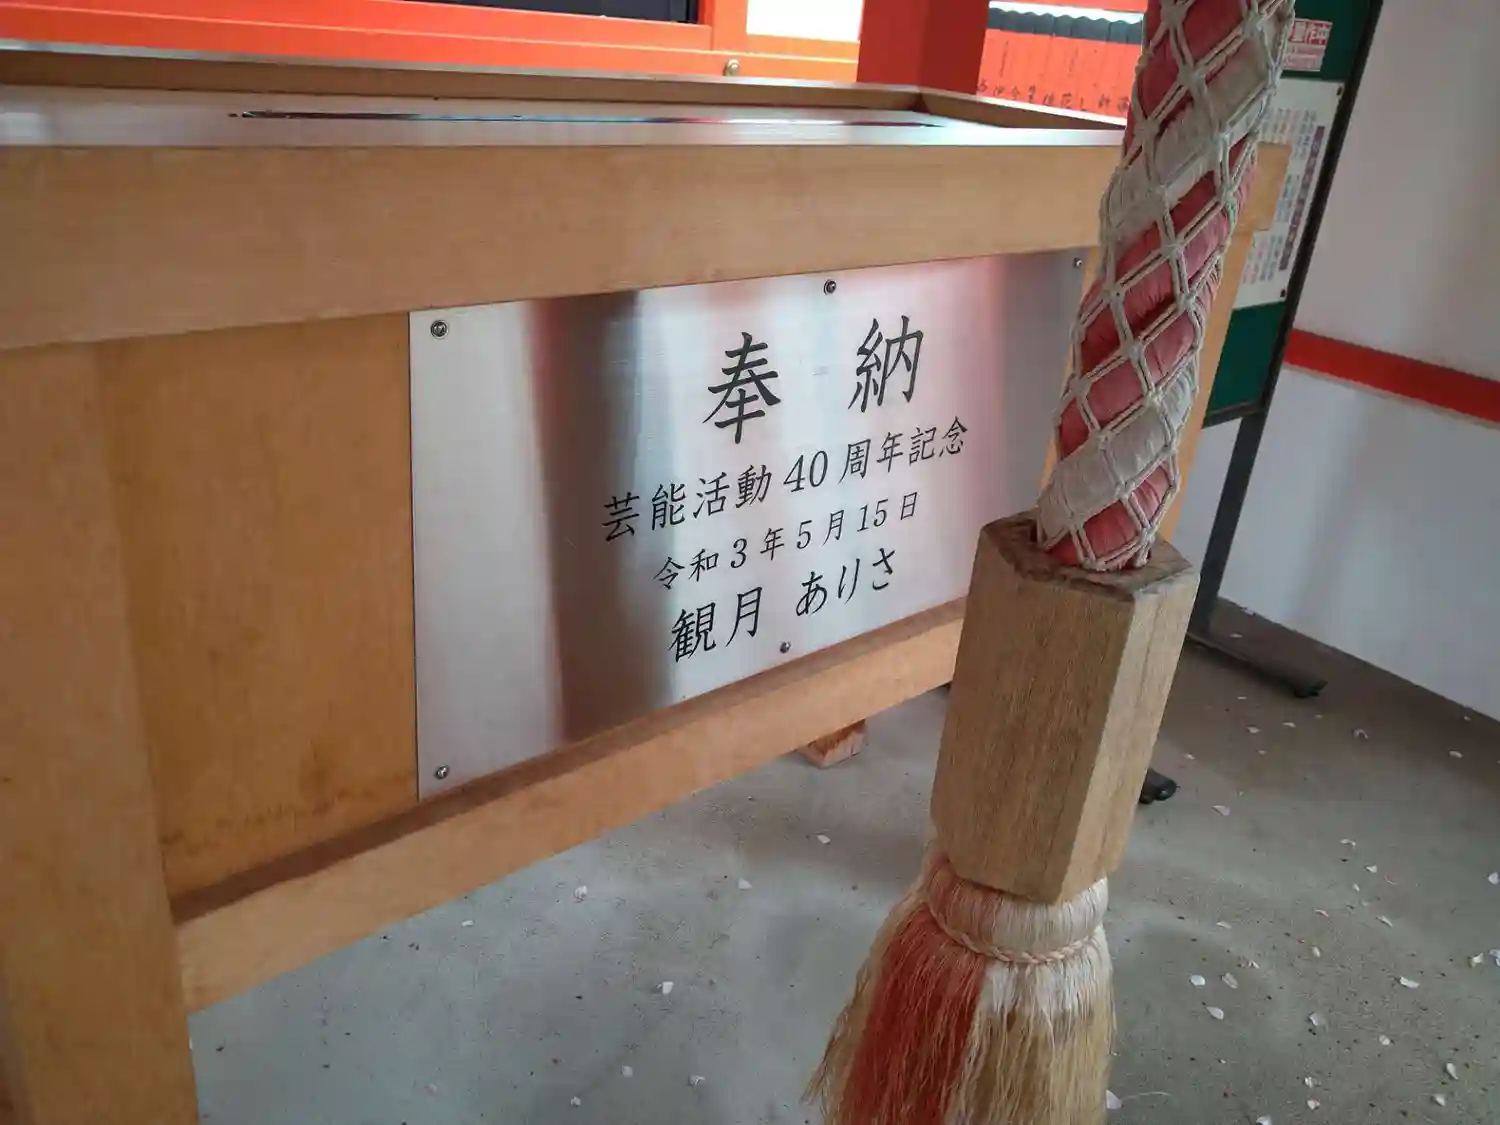 奉納
芸能活動40周年記念
令和3年5月15日
観月 ありさ